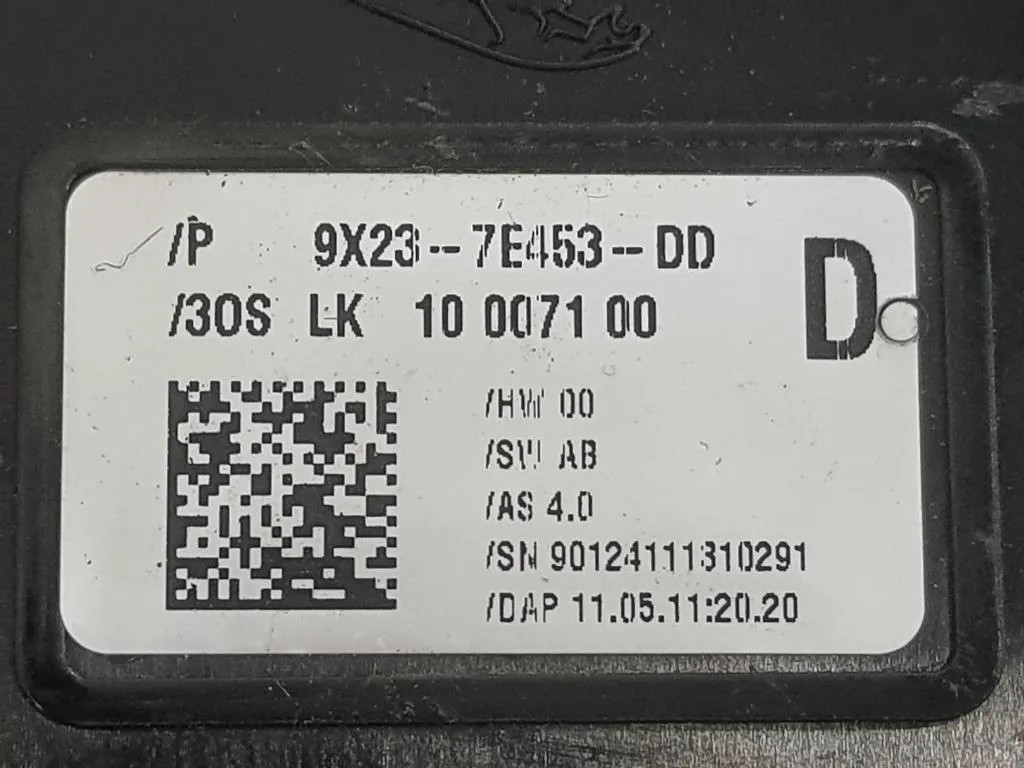 /P 9X23-7E453-DD
D
/30S LK 10 0071 00
/HW 00
/SW AB
/AS 4.0
/SN 90124111310291
/DAP 11.05.11:20.20